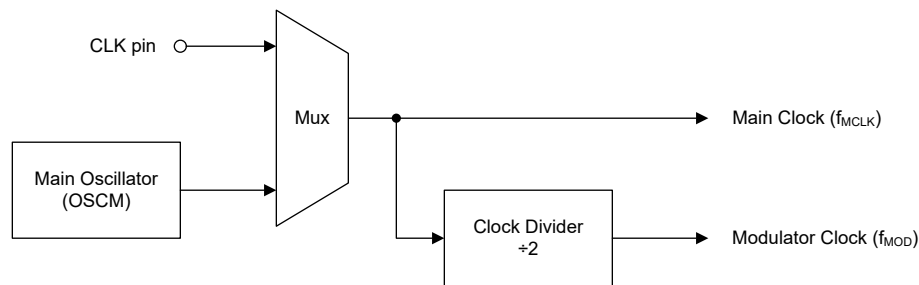 CLK pin
Mux
Main Clock (fMCLK)
Main Oscillator
(OSCM)
Clock Divider
÷2
Modulator Clock (fMOD)